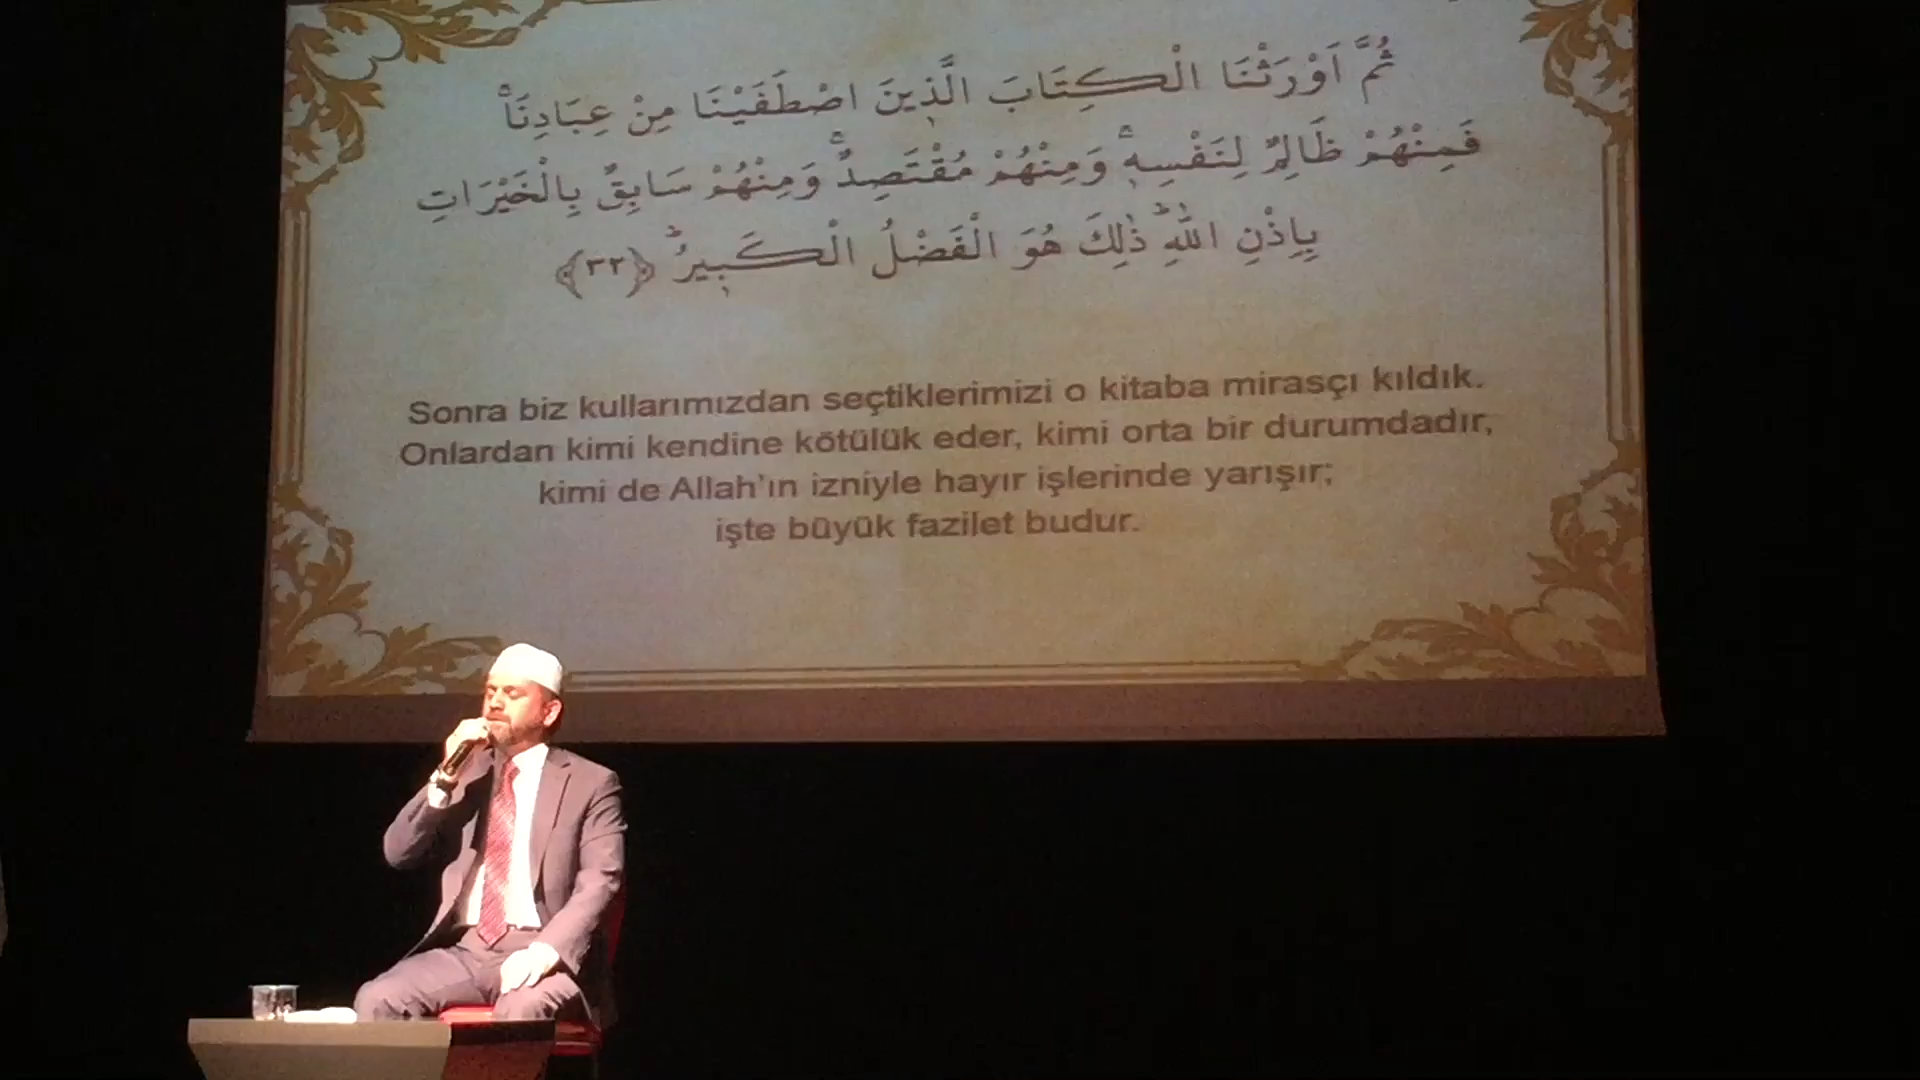 ثُمَّ اَوْرَثْنَا الْكِتَابَ الَّذ۪ينَ اصْطَفَيْنَا مِنْ عِبَادِنَاۚ
فَمِنْهُمْ ظَالِمٌ لِنَفْسِه۪ۚ وَمِنْهُمْ مُقْتَصِدٌۚ وَمِنْهُمْ سَابِقٌ بِالْخَيْرَاتِ
بِاِذْنِ اللّٰهِۜ ذٰلِكَ هُوَ الْفَضْلُ الْكَب۪يرُۜ ﴿٣٢﴾
Sonra biz kullarımızdan seçtiklerimizi o kitaba mirasçı kıldık.
Onlardan kimi kendine kötülük eder, kimi orta bir durumdadır,
kimi de Allah'ın izniyle hayır işlerinde yarışır;
işte büyük fazilet budur.